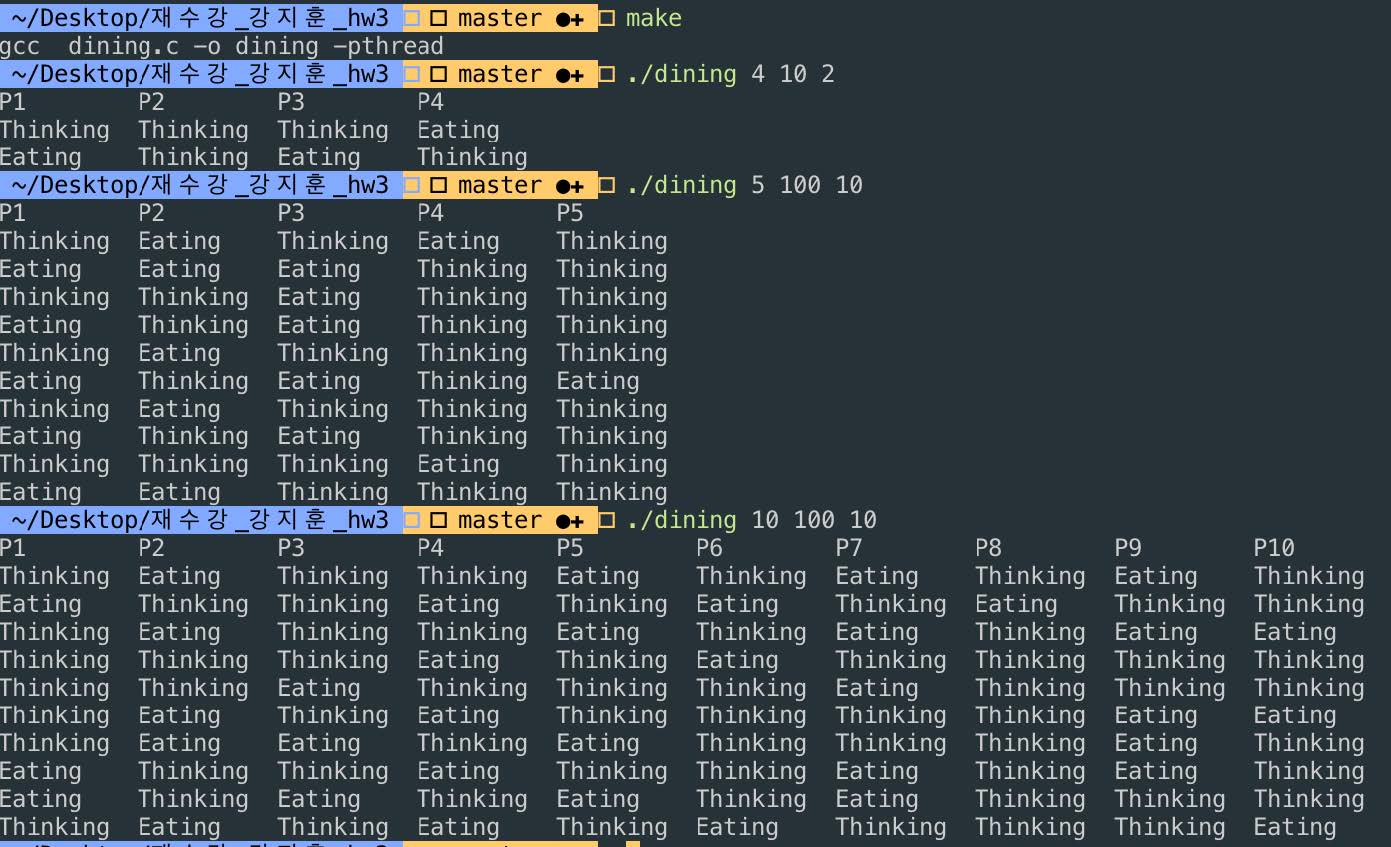 ~/Desktop/재수강_강지훈_hw3 master ●✚ make
gcc  dining.c -o dining -pthread
~/Desktop/재수강_강지훈_hw3 master ●✚ ./dining 4 10 2
P1 P2 P3 P4
Thinking Thinking Thinking Eating
Eating Thinking Eating Thinking
~/Desktop/재수강_강지훈_hw3 master ●✚ ./dining 5 100 10
P1 P2 P3 P4 P5
Thinking Eating Thinking Eating Thinking
Eating Eating Eating Thinking Thinking
Thinking Thinking Eating Thinking Thinking
Eating Thinking Eating Thinking Thinking
Thinking Eating Thinking Thinking Thinking
Eating Thinking Eating Thinking Eating
Thinking Eating Thinking Thinking Thinking
Eating Thinking Eating Thinking Thinking
Thinking Thinking Thinking Eating Thinking
Eating Eating Thinking Thinking Thinking
~/Desktop/재수강_강지훈_hw3 master ●✚ ./dining 10 100 10
P1 P2 P3 P4 P5 P6 P7 P8 P9 P10
Thinking Eating Thinking Thinking Eating Thinking Eating Thinking Eating Thinking
Eating Thinking Thinking Eating Thinking Eating Thinking Eating Thinking Thinking
Thinking Eating Thinking Thinking Eating Thinking Eating Thinking Eating Eating
Thinking Thinking Thinking Eating Thinking Eating Thinking Thinking Thinking Thinking
Thinking Thinking Eating Thinking Thinking Thinking Eating Thinking Thinking Thinking
Thinking Eating Thinking Eating Thinking Thinking Thinking Thinking Eating Eating
Thinking Eating Eating Thinking Eating Thinking Thinking Thinking Eating Thinking
Eating Thinking Thinking Eating Thinking Thinking Eating Thinking Eating Thinking
Eating Thinking Eating Thinking Eating Thinking Eating Thinking Thinking Thinking
Thinking Eating Thinking Eating Thinking Eating Thinking Thinking Thinking Eating